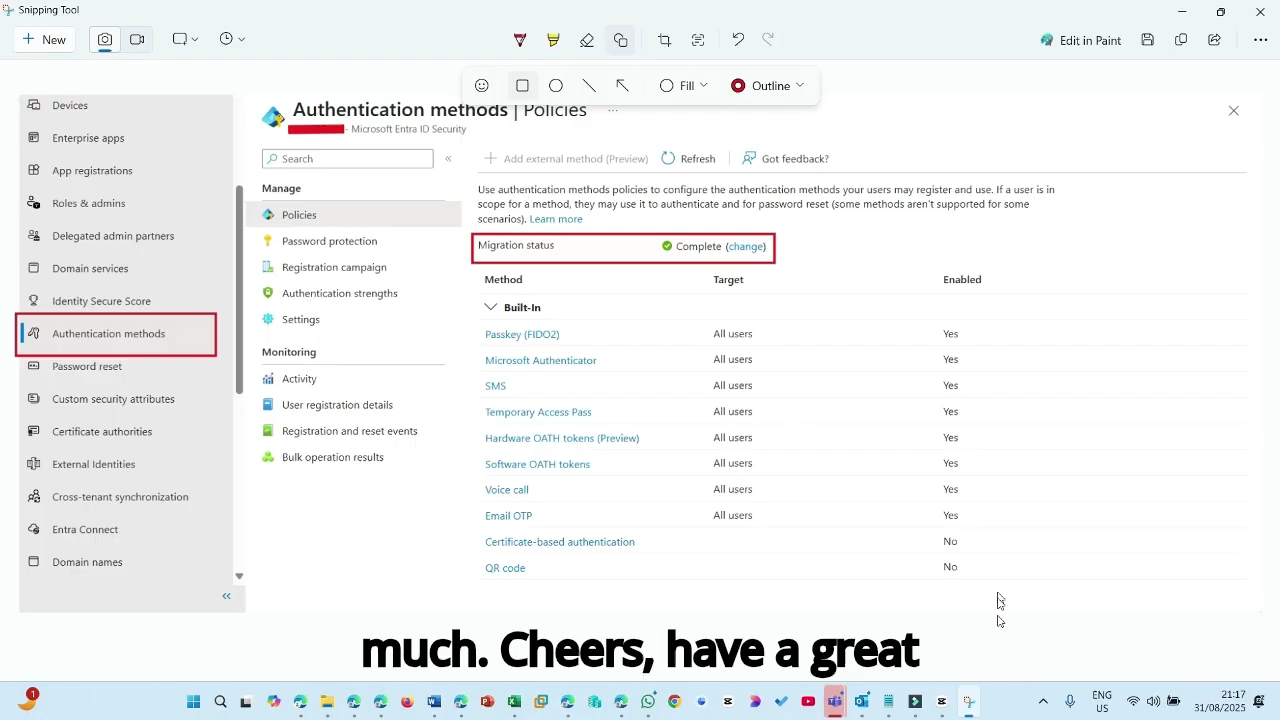 Snipping Tool
New
Edit in Paint
Fill
Outline
Devices
Enterprise apps
App registrations
Roles & admins
Delegated admin partners
Domain services
Identity Secure Score
Authentication methods
Password reset
Custom security attributes
Certificate authorities
External Identities
Cross-tenant synchronization
Entra Connect
Domain names
Authentication methods | Policies
- Microsoft Entra ID Security
Search
Manage
Policies
Password protection
Registration campaign
Authentication strengths
Settings
Monitoring
Activity
User registration details
Registration and reset events
Bulk operation results
Add external method (Preview)
Refresh
Got feedback?
Use authentication methods policies to configure the authentication methods your users may register and use. If a user is in
scope for a method, they may use it to authenticate and for password reset (some methods aren't supported for some
scenarios). Learn more
Migration status Complete (change)
Method Target Enabled
Built-In
Passkey (FIDO2) All users Yes
Microsoft Authenticator All users Yes
SMS All users Yes
Temporary Access Pass All users Yes
Hardware OATH tokens (Preview) All users Yes
Software OATH tokens All users Yes
Voice call All users Yes
Email OTP All users Yes
Certificate-based authentication No
QR code No
much. Cheers, have a great
1
ENG
US
21:17
31/08/2025